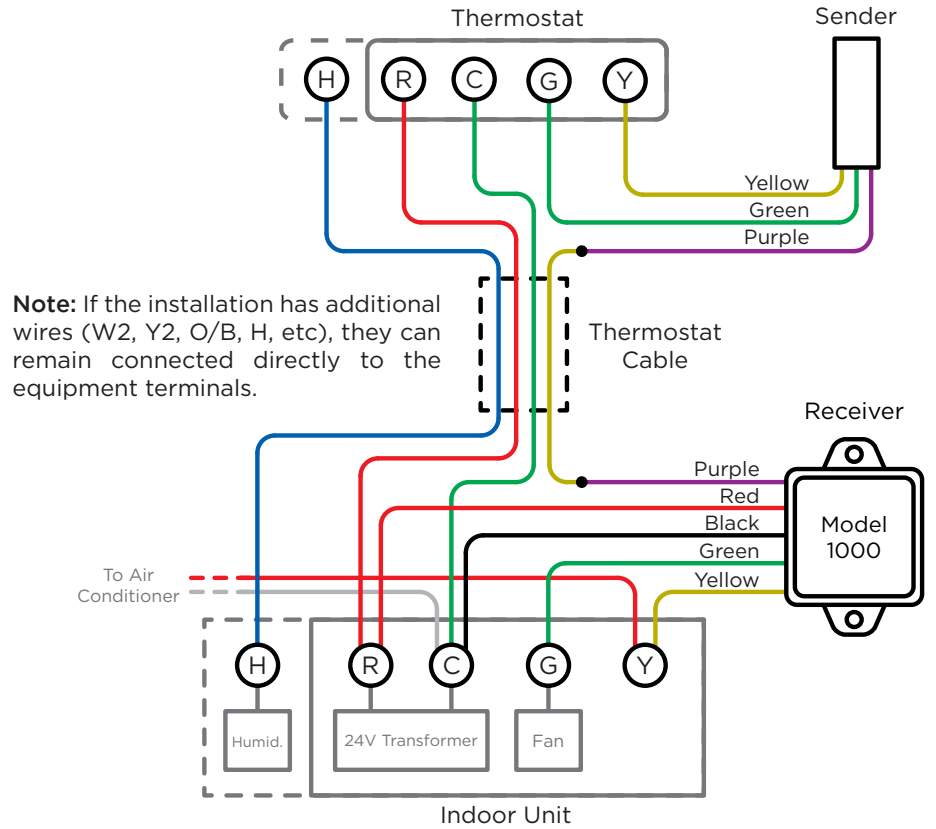 Thermostat
Sender
H R C G Y
Yellow
Green
Purple
Note: If the installation has additional
wires (W2, Y2, O/B, H, etc), they can
remain connected directly to the
equipment terminals.
Thermostat
Cable
Receiver
Purple
Red
Black
Green
Yellow
Model
1000
To Air
Conditioner
H R C G Y
Humid.
24V Transformer
Fan
Indoor Unit